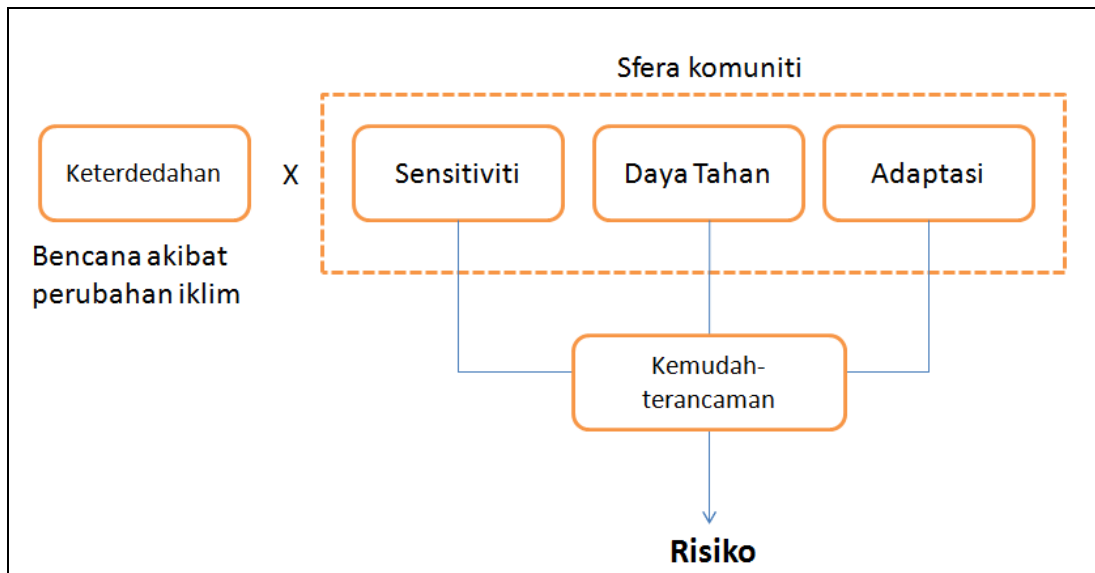 Sfera komuniti
Keterdedahan
X
Sensitiviti
Daya Tahan
Adaptasi
Bencana akibat
perubahan iklim
Kemudah-
terancaman
Risiko